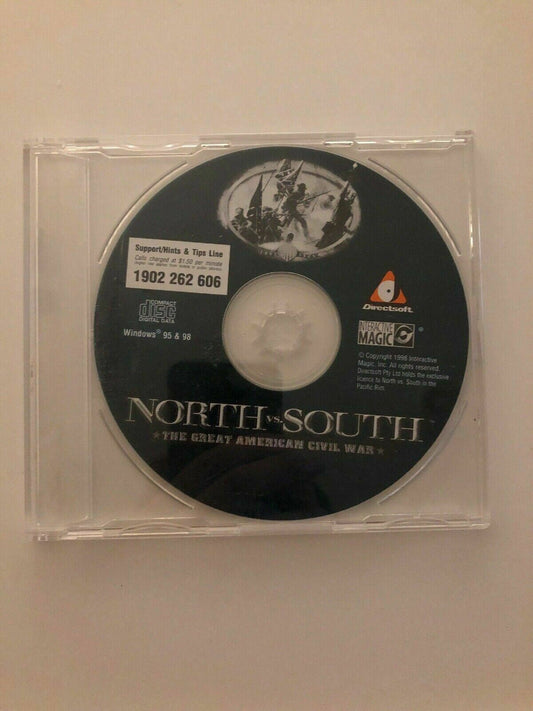 Support/Hints & Tips Line
Calls charged at $1.50 per minute
1902 262 606
COMPACT
disc
DIGITAL DATA
Windows® 95 & 98
Directsoft
INTERACTIVE
MAGIC ®
© Copyright 1998 Interactive
Magic, Inc. All rights reserved.
Directsoft Pty Ltd holds the exclusive
licence to North vs. South in the
Pacific Rim.
NORTH vs. SOUTH
THE GREAT AMERICAN CIVIL WAR